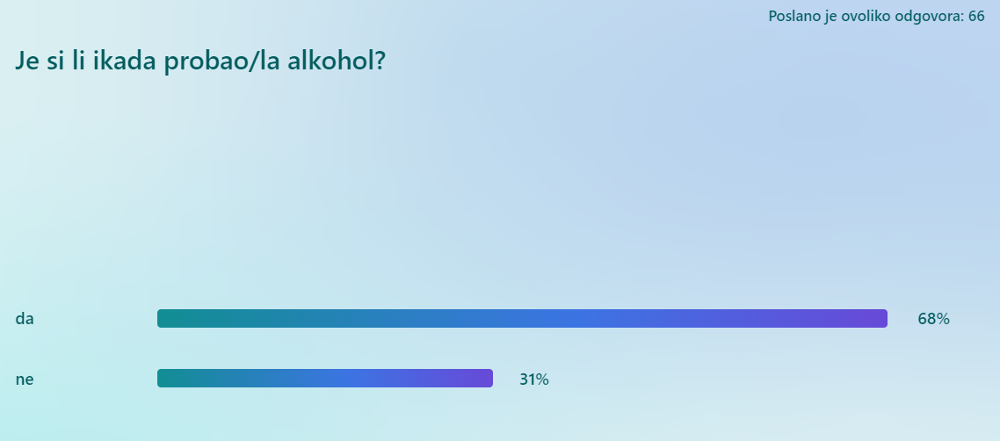 Poslano je ovoliko odgovora: 66
Je si li ikada probao/la alkohol?
da 68%
ne 31%